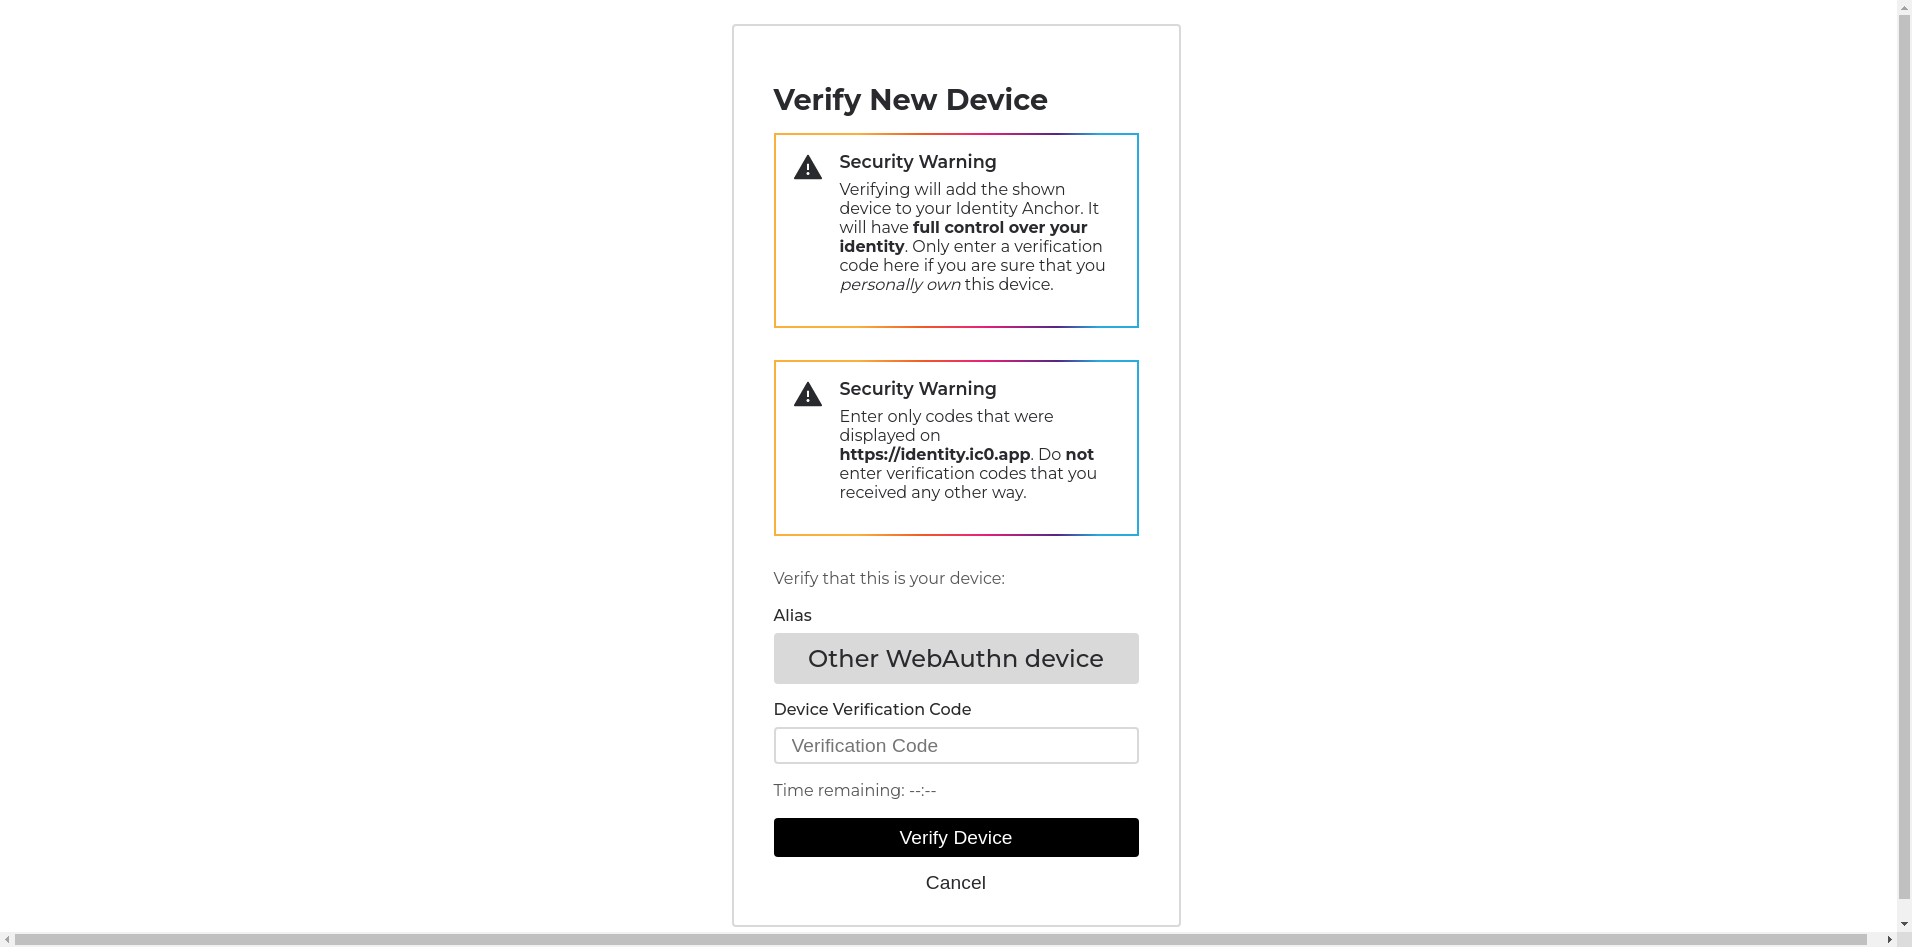 Verify New Device
Security Warning
Verifying will add the shown
device to your Identity Anchor. It
will have full control over your
identity. Only enter a verification
code here if you are sure that you
personally own this device.
Security Warning
Enter only codes that were
displayed on
https://identity.ic0.app. Do not
enter verification codes that you
received any other way.
Verify that this is your device:
Alias
Other WebAuthn device
Device Verification Code
Verification Code
Time remaining: --:--
Verify Device
Cancel